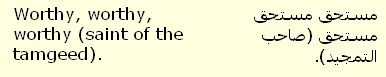 Worthy, worthy,
worthy (saint of the
tamgeed).
مستحق مستحق
مستحق (صاحب
التمجيد).